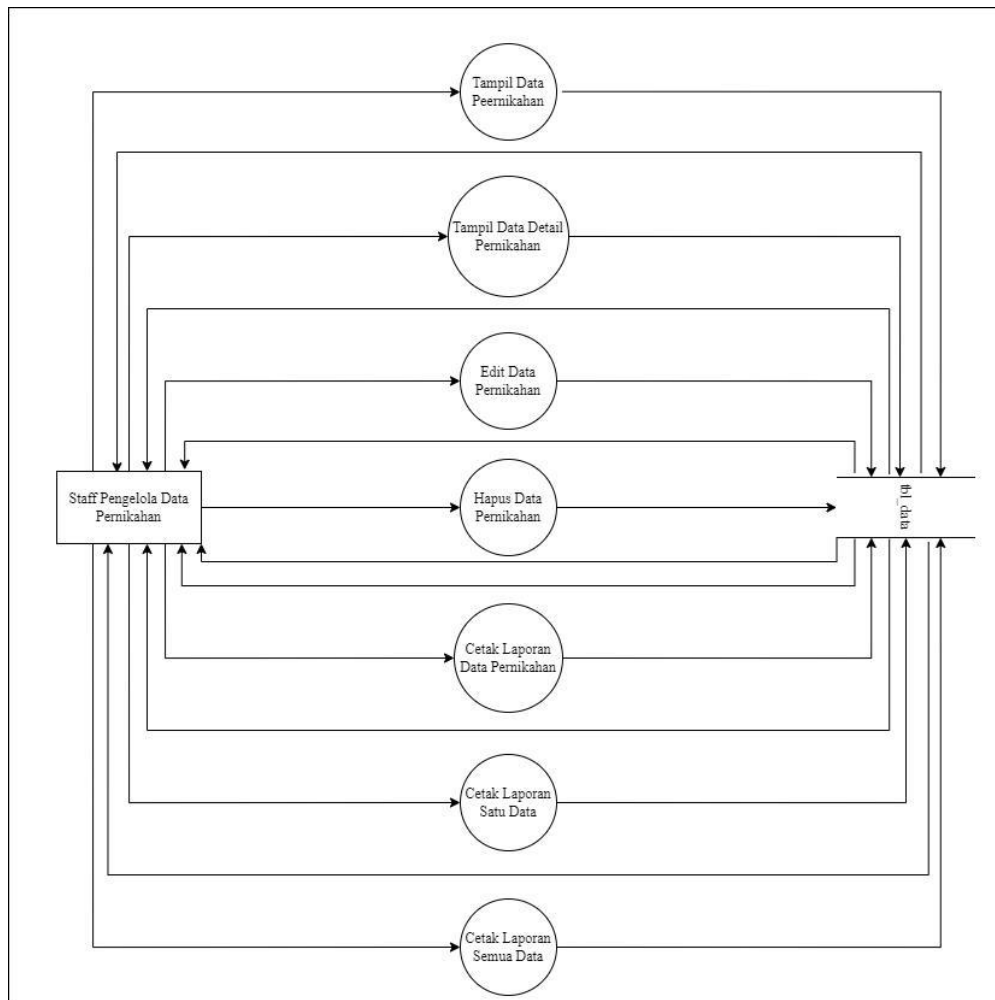 Tampil Data
Peernikahan
Tampil Data Detail
Pernikahan
Edit Data
Pernikahan
Staff Pengelola Data
Pernikahan
Hapus Data
Pernikahan
tbl_data
Cetak Laporan
Data Pernikahan
Cetak Laporan
Satu Data
Cetak Laporan
Semua Data